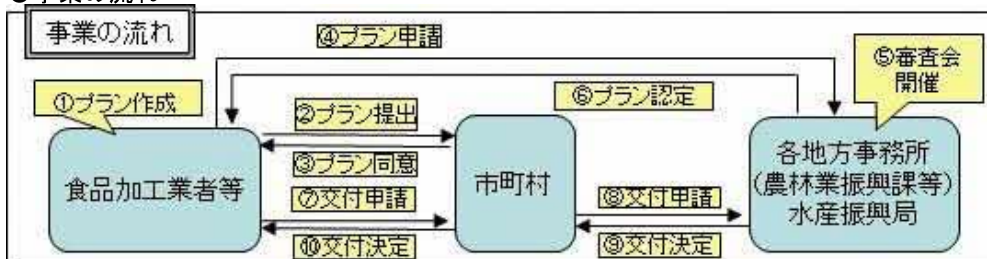 事業の流れ
④プラン申請
⑤審査会
開催
①プラン作成
⑥プラン認定
②プラン提出
③プラン同意
食品加工業者等
市町村
各地方事務所
(農林業振興課等)
水産振興局
⑦交付申請
⑧交付申請
⑩交付決定
⑨交付決定